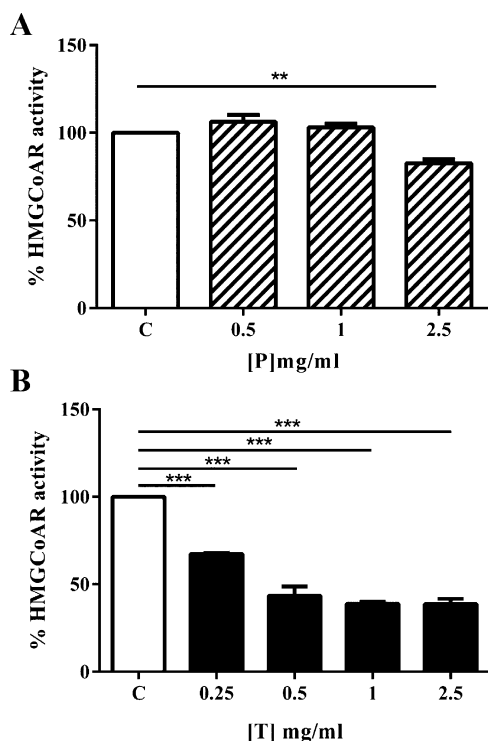 A
150
**
100
50
0
% HMGCoAR activity
C 0.5 1 2.5
[P]mg/ml
B
150
***
***
***
***
100
50
0
% HMGCoAR activity
C 0.25 0.5 1 2.5
[T] mg/ml